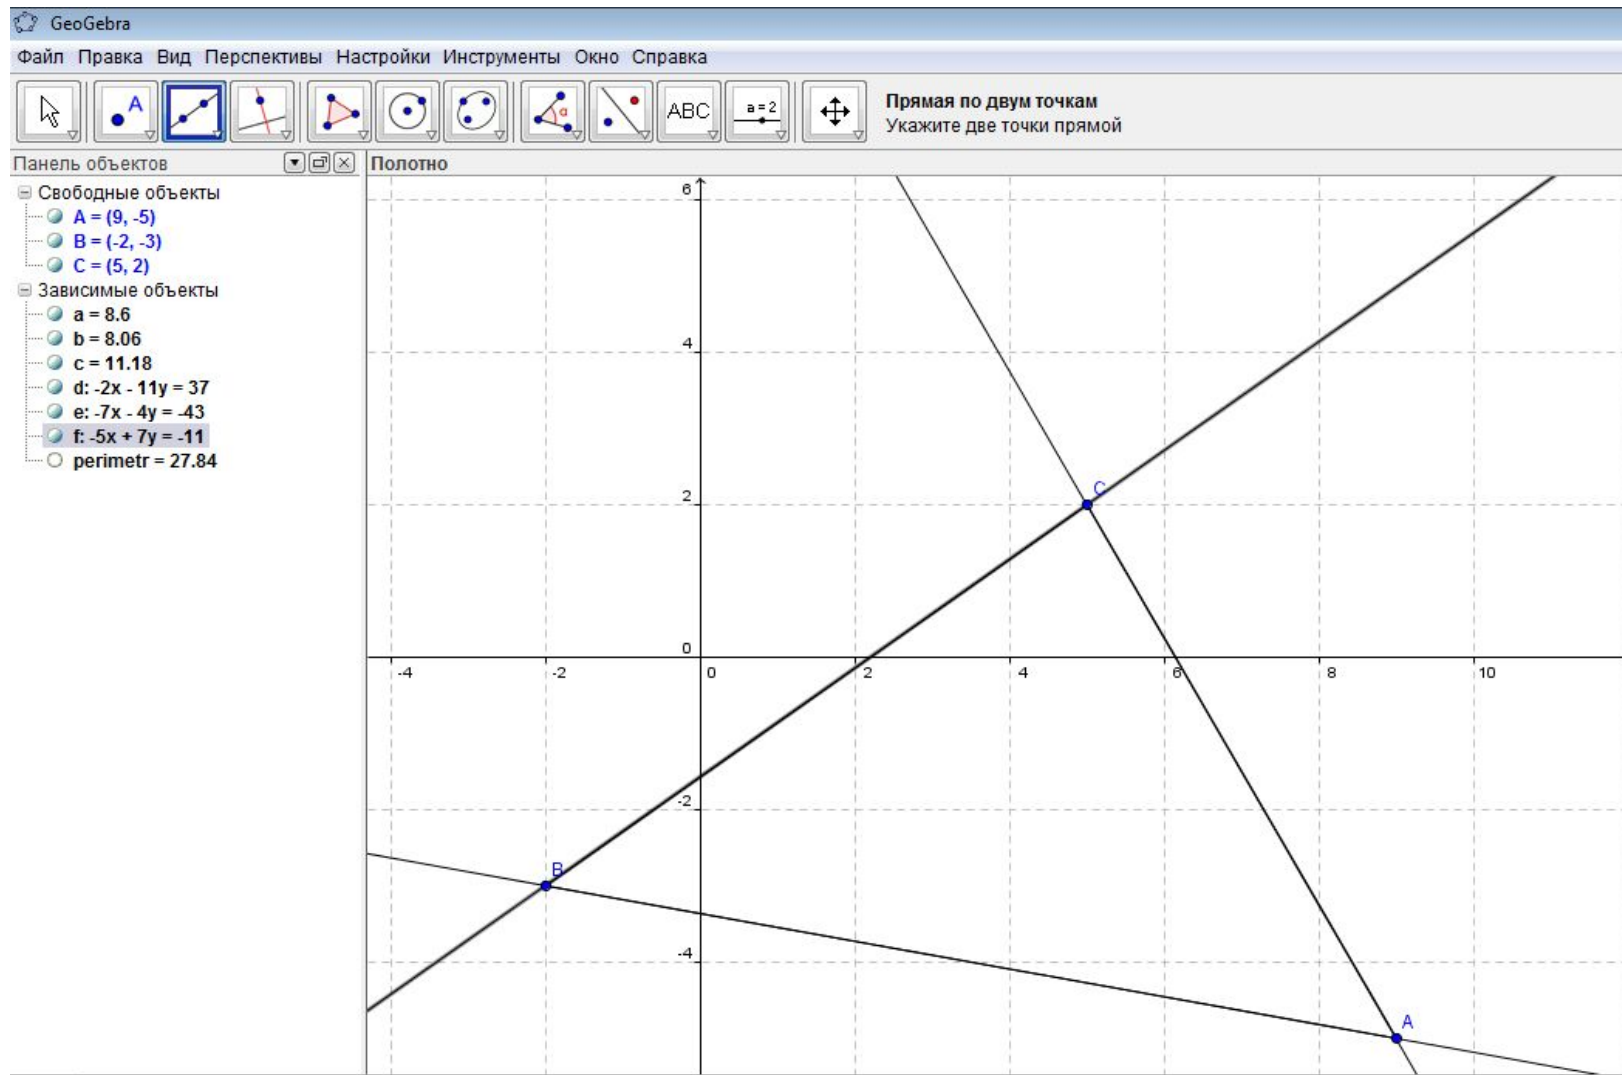 GeoGebra
Файл Правка Вид Перспективы Настройки Инструменты Окно Справка
A
α
ABC
a = 2
Прямая по двум точкам
Укажите две точки прямой
Панель объектов
Полотно
Свободные объекты
A = (9, -5)
B = (-2, -3)
C = (5, 2)
Зависимые объекты
a = 8.6
b = 8.06
c = 11.18
d: -2x - 11y = 37
e: -7x - 4y = -43
f: -5x + 7y = -11
perimetr = 27.84
6
4
2
C
0
-4 -2 0 2 4 6 8 10
-2
B
-4
A